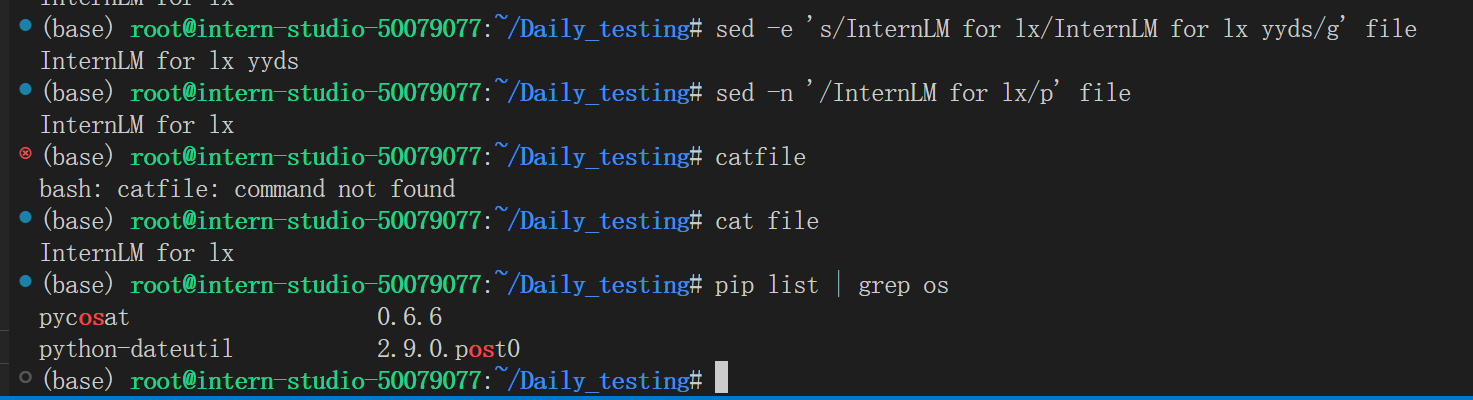 InternLM for lx
(base) root@intern-studio-50079077:~/Daily_testing# sed -e 's/InternLM for lx/InternLM for lx yyds/g' file
InternLM for lx yyds
(base) root@intern-studio-50079077:~/Daily_testing# sed -n '/InternLM for lx/p' file
InternLM for lx
(base) root@intern-studio-50079077:~/Daily_testing# catfile
bash: catfile: command not found
(base) root@intern-studio-50079077:~/Daily_testing# cat file
InternLM for lx
(base) root@intern-studio-50079077:~/Daily_testing# pip list | grep os
pycosat                   0.6.6
python-dateutil           2.9.0.post0
(base) root@intern-studio-50079077:~/Daily_testing#